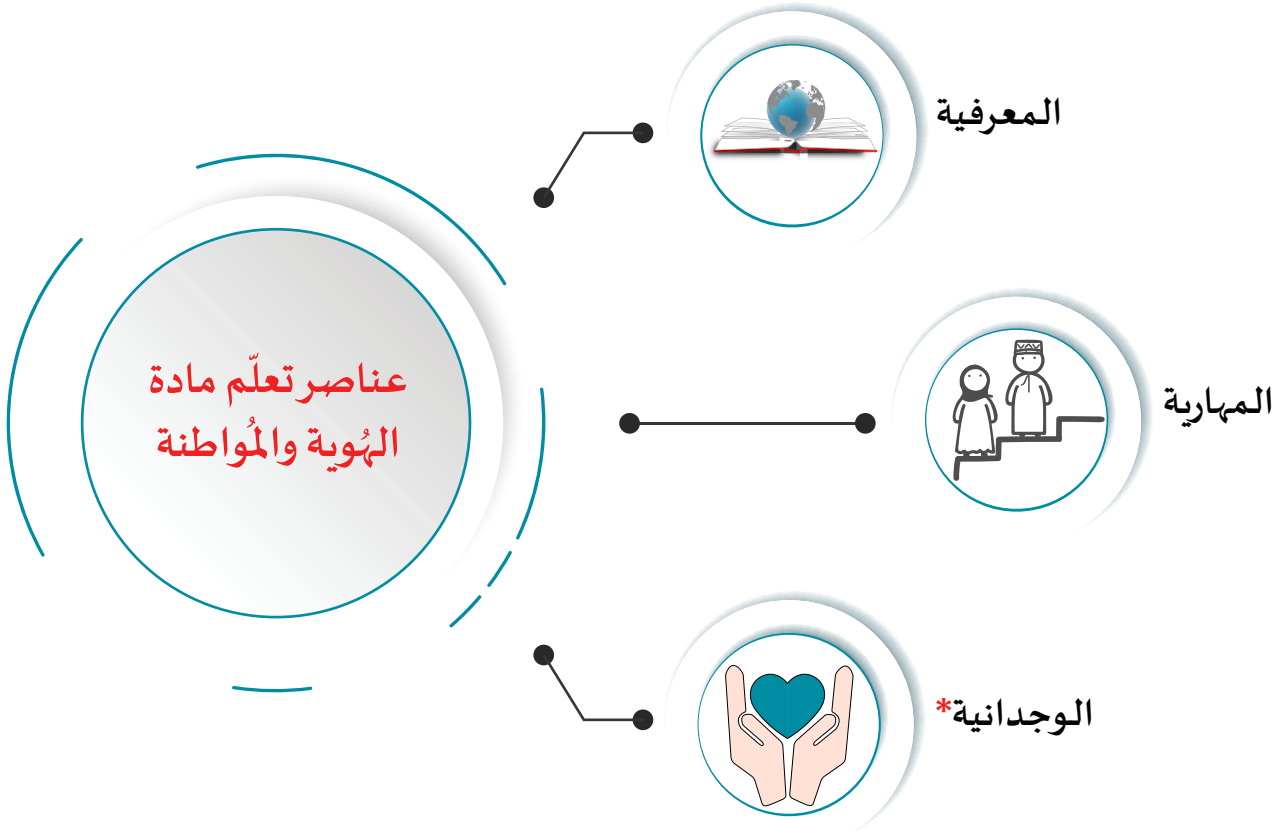 عناصر تعلّم مادة
الهُوية والمُواطنة
المعرفية
المهارية
الوجدانية*